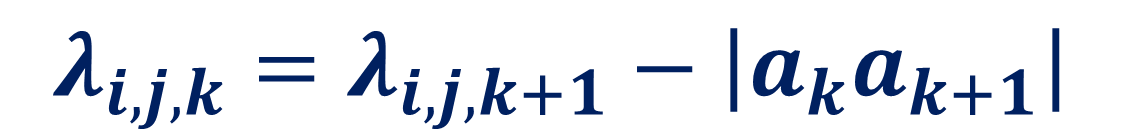 λ_{i,j,k} = λ_{i,j,k+1} − |a_k a_{k+1}|